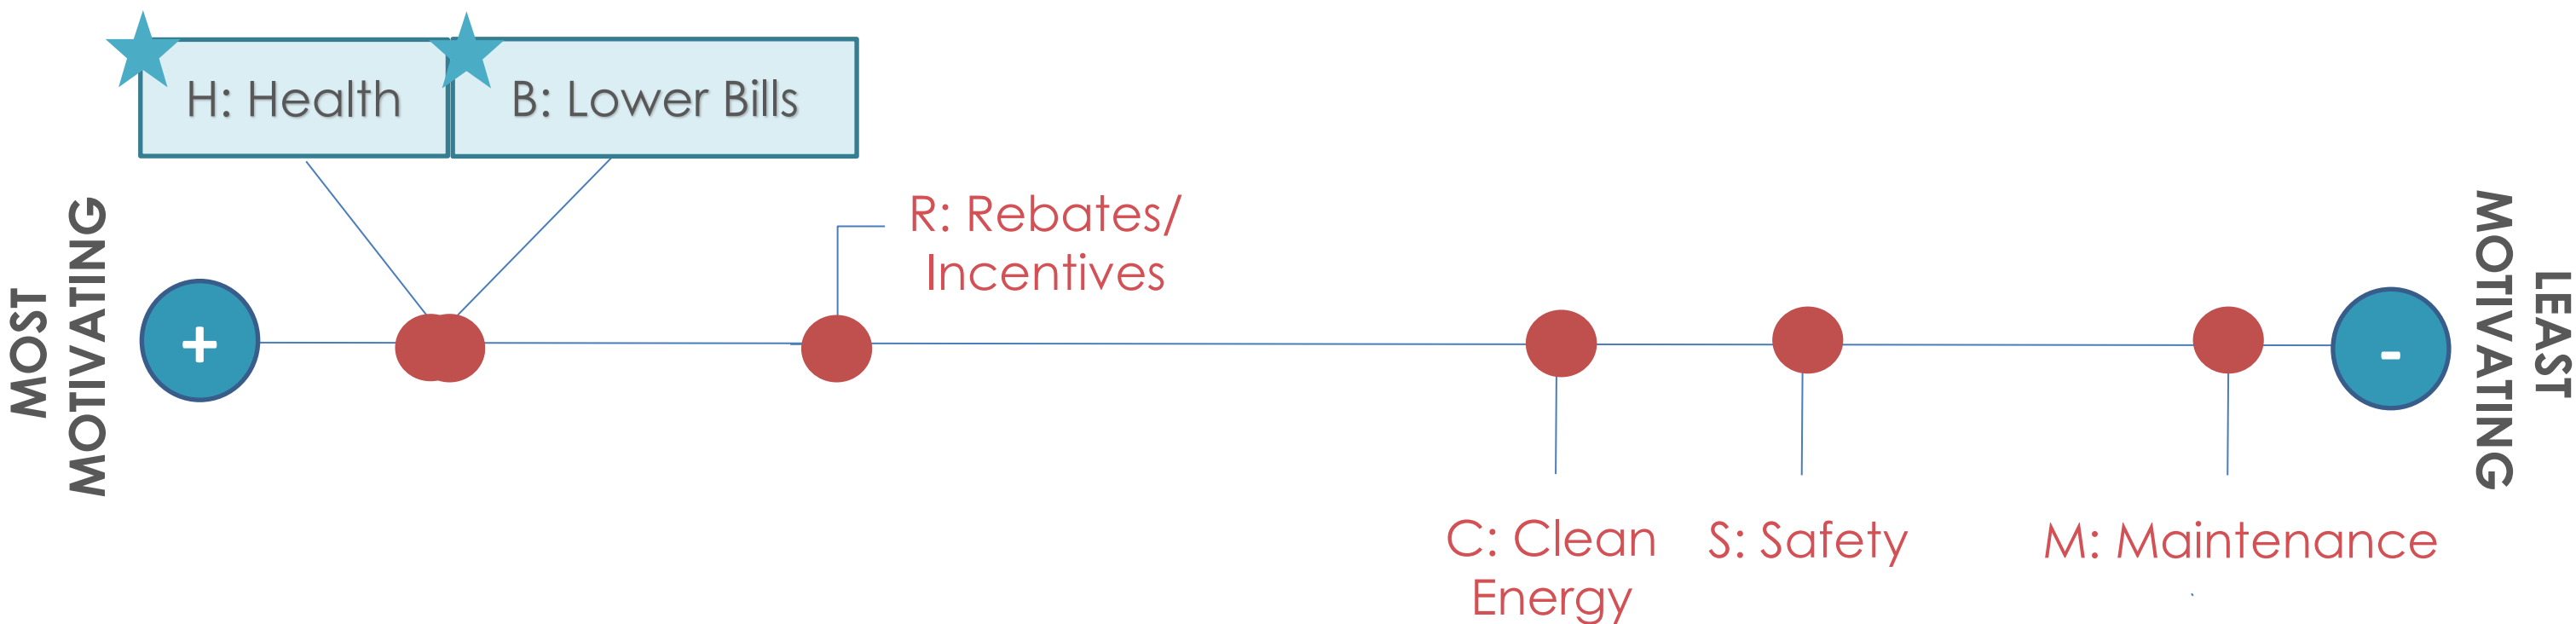 H: Health
B: Lower Bills
R: Rebates/
Incentives
MOST
MOTIVATING
+
-
LEAST
MOTIVATING
C: Clean
Energy
S: Safety
M: Maintenance